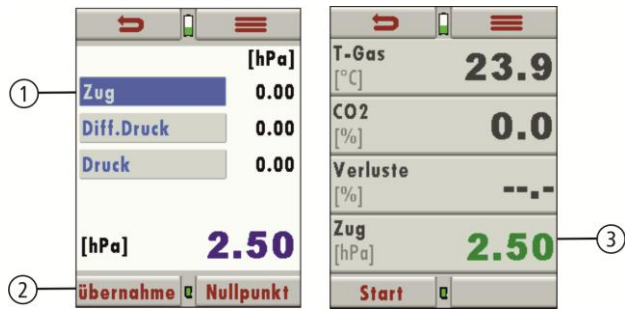 [hPa]
1 Zug 0.00
Diff.Druck 0.00
Druck 0.00
[hPa] 2.50
2 übernahme Nullpunkt
T-Gas
[°C] 23.9
CO2
[%] 0.0
Verluste
[%] --.-
Zug
[hPa] 2.50 3
Start